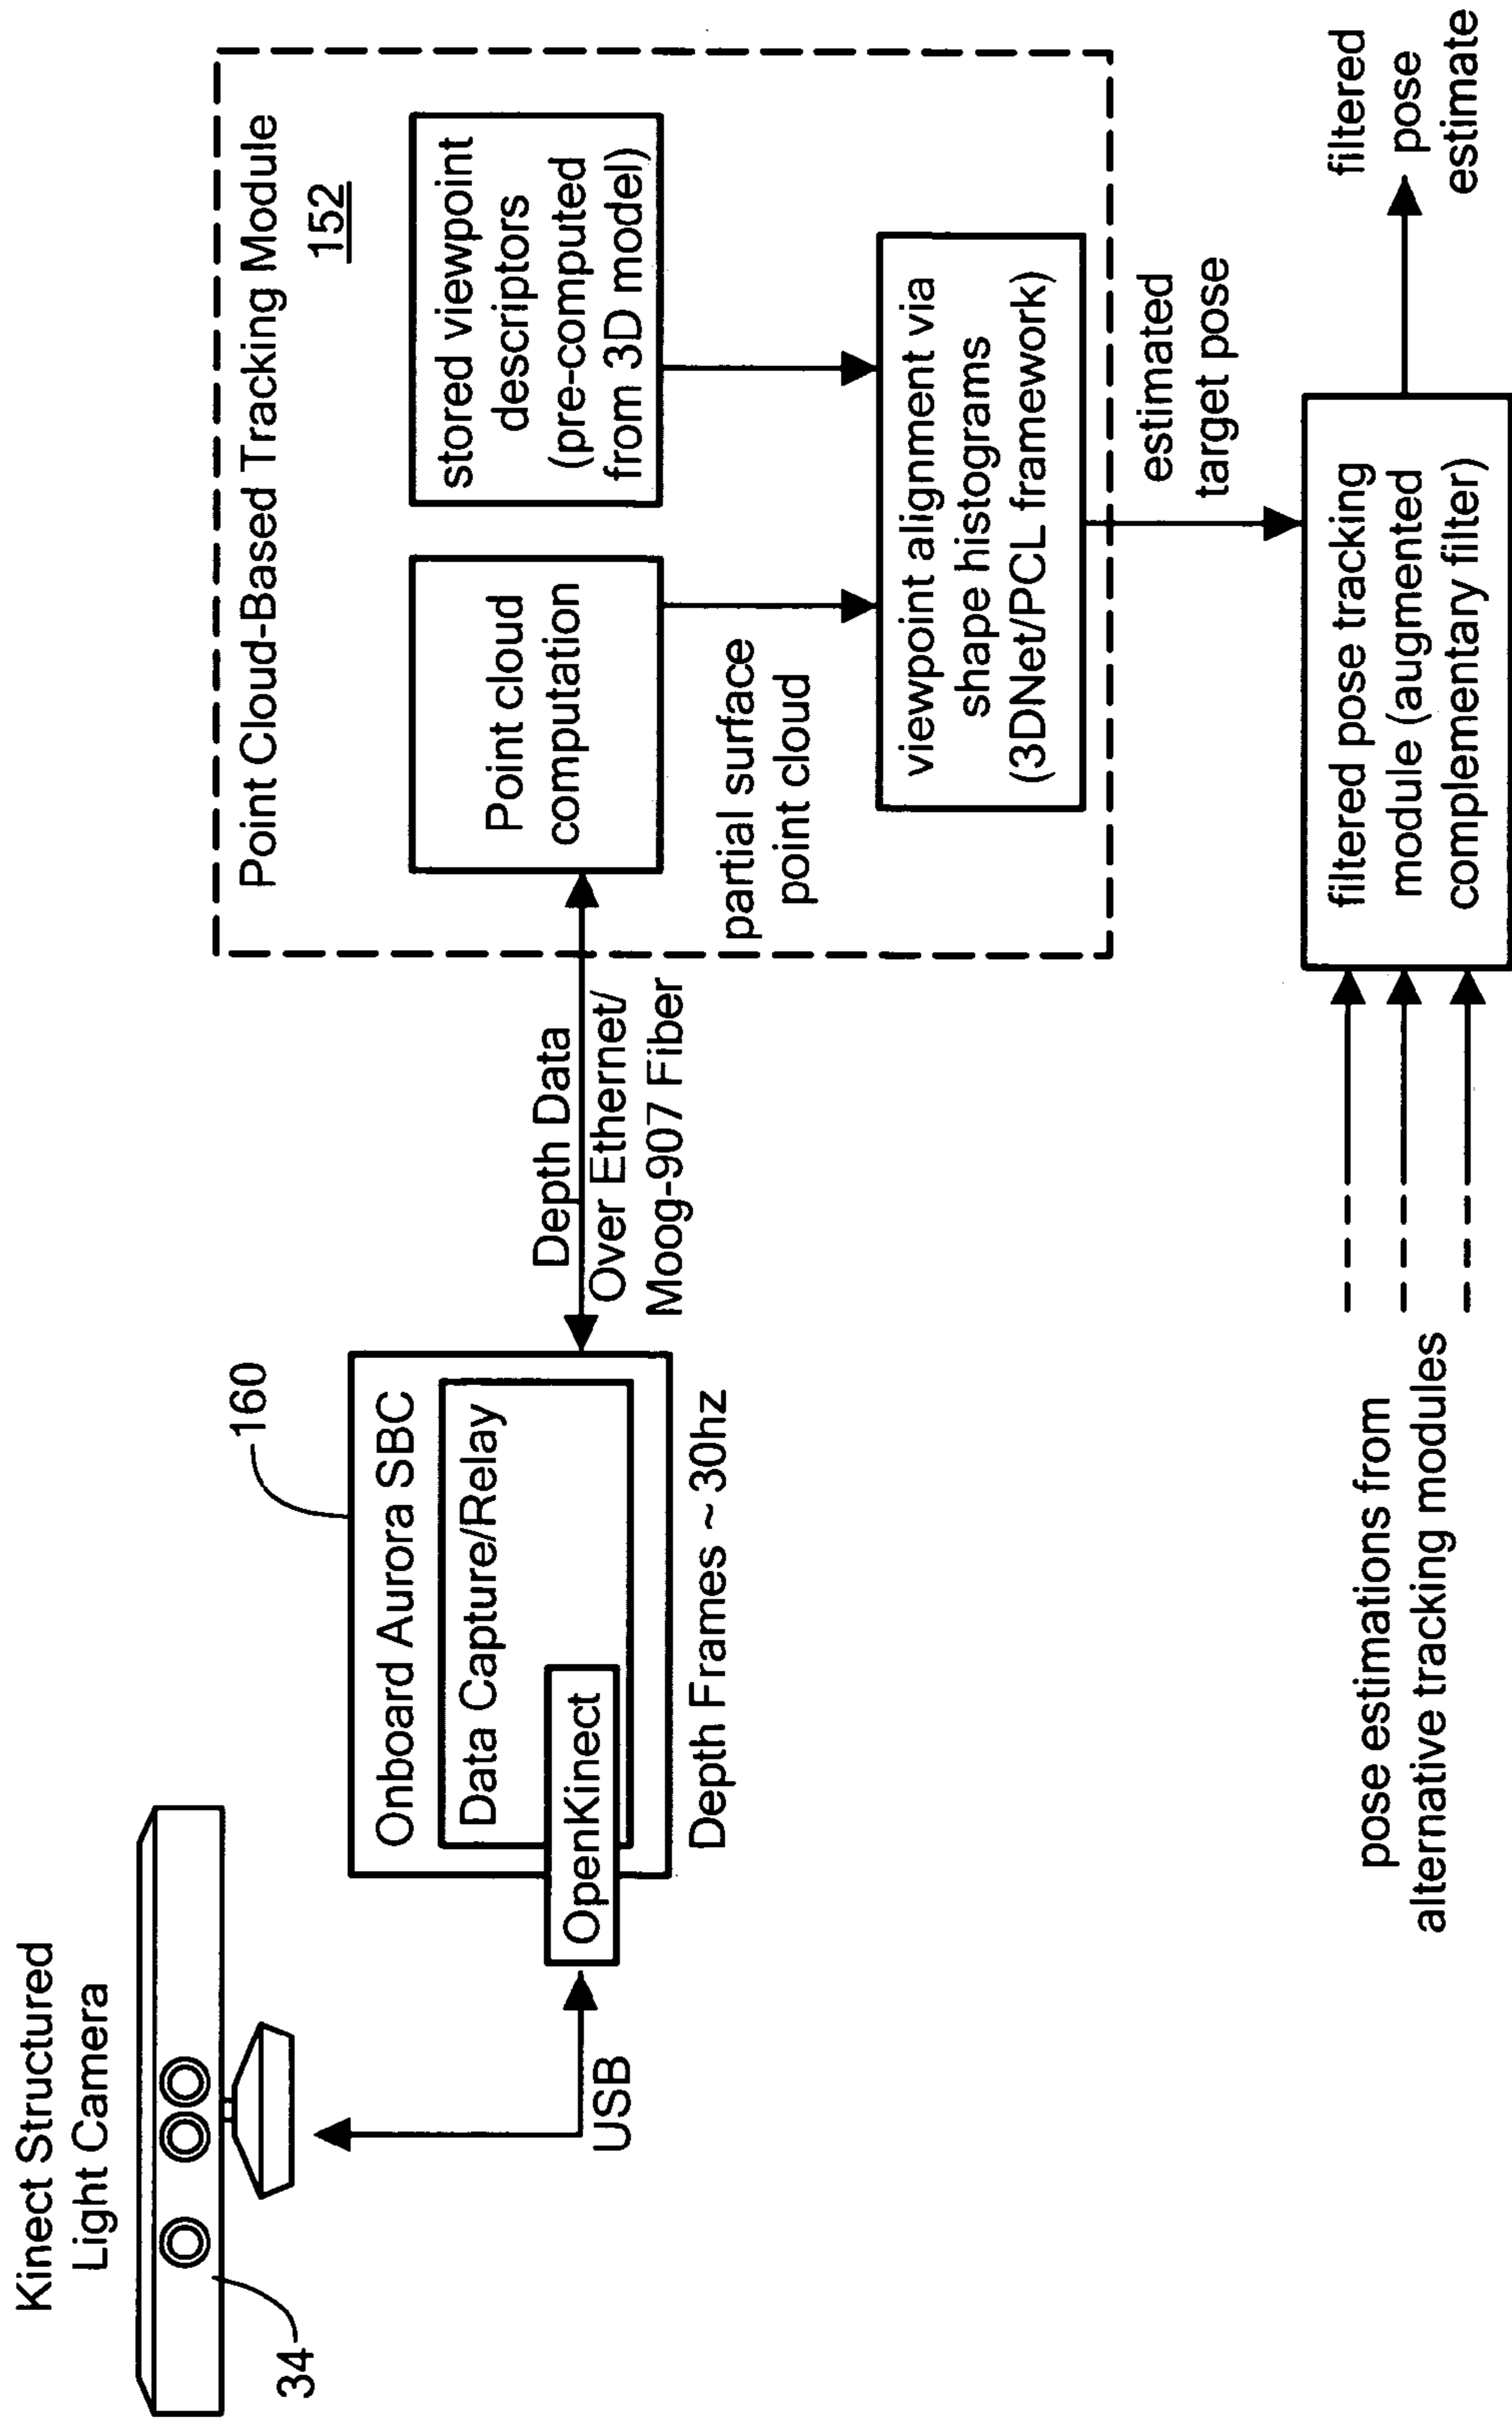 Kinect Structured
Light Camera
34
USB
160
Onboard Aurora SBC
Data Capture/Relay
OpenKinect
Depth Frames ~ 30hz
Depth Data
Over Ethernet/
Moog-907 Fiber
Point Cloud-Based Tracking Module
152
Point cloud
computation
stored viewpoint
descriptors
(pre-computed
from 3D model)
partial surface
point cloud
viewpoint alignment via
shape histograms
(3DNet/PCL framework)
estimated
target pose
pose estimations from
alternative tracking modules
filtered pose tracking
module (augmented
complementary filter)
filtered
pose
estimate